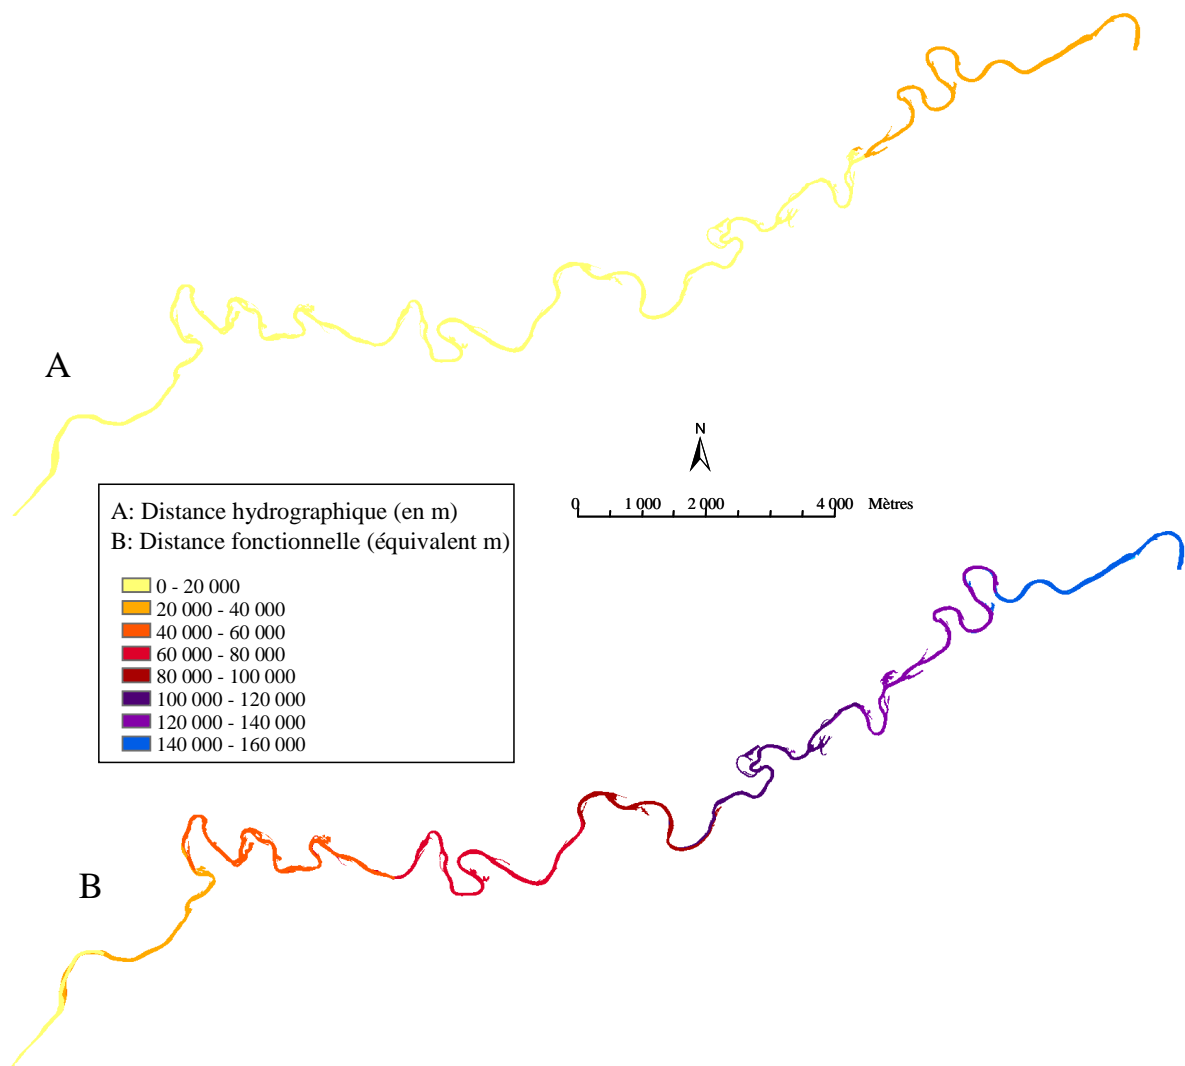 A
N
0 1 000 2 000 4 000 Mètres
A: Distance hydrographique (en m)
B: Distance fonctionnelle (équivalent m)
0 - 20 000
20 000 - 40 000
40 000 - 60 000
60 000 - 80 000
80 000 - 100 000
100 000 - 120 000
120 000 - 140 000
140 000 - 160 000
B